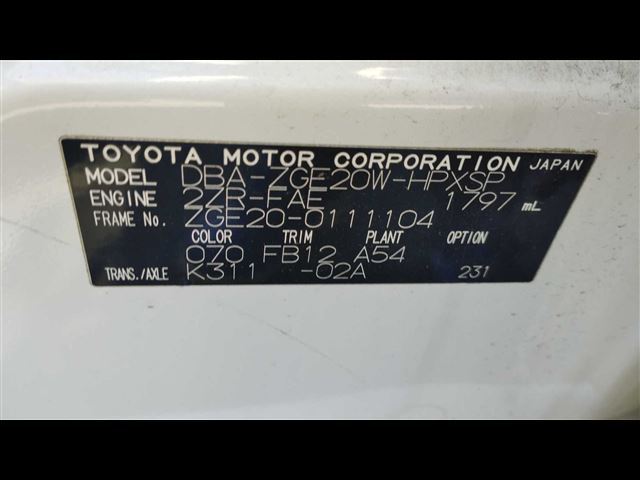 TOYOTA MOTOR CORPORATION JAPAN
MODEL DBA-ZGE20W-HPXSP
ENGINE 2ZR-FAE 1797 mL
FRAME No. ZGE20-0111104
COLOR TRIM PLANT OPTION
070 FB12 A54
TRANS./AXLE K311 -02A 231